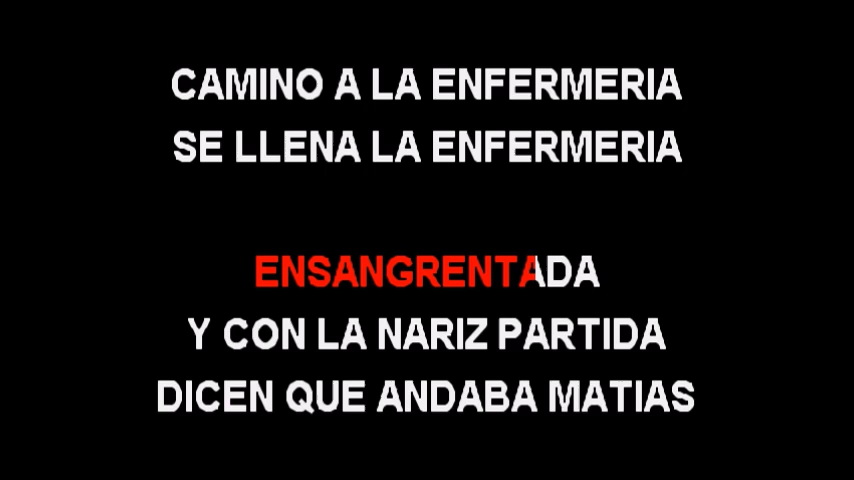 CAMINO A LA ENFERMERIA
SE LLENA LA ENFERMERIA
ENSANGRENTADA
Y CON LA NARIZ PARTIDA
DICEN QUE ANDABA MATIAS